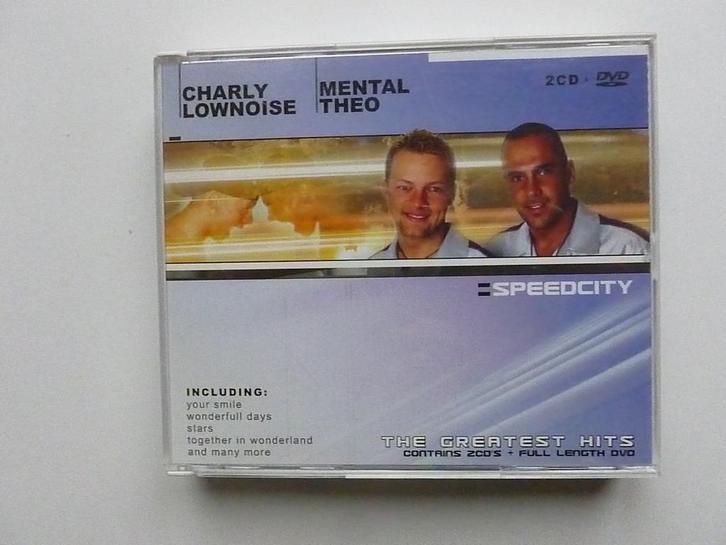 CHARLY
LOWNOISE
MENTAL
THEO
2CD + DVD
SPEEDCITY
INCLUDING:
your smile
wonderfull days
stars
together in wonderland
and many more
THE GREATEST HITS
CONTAINS 2CD'S + FULL LENGTH DVD